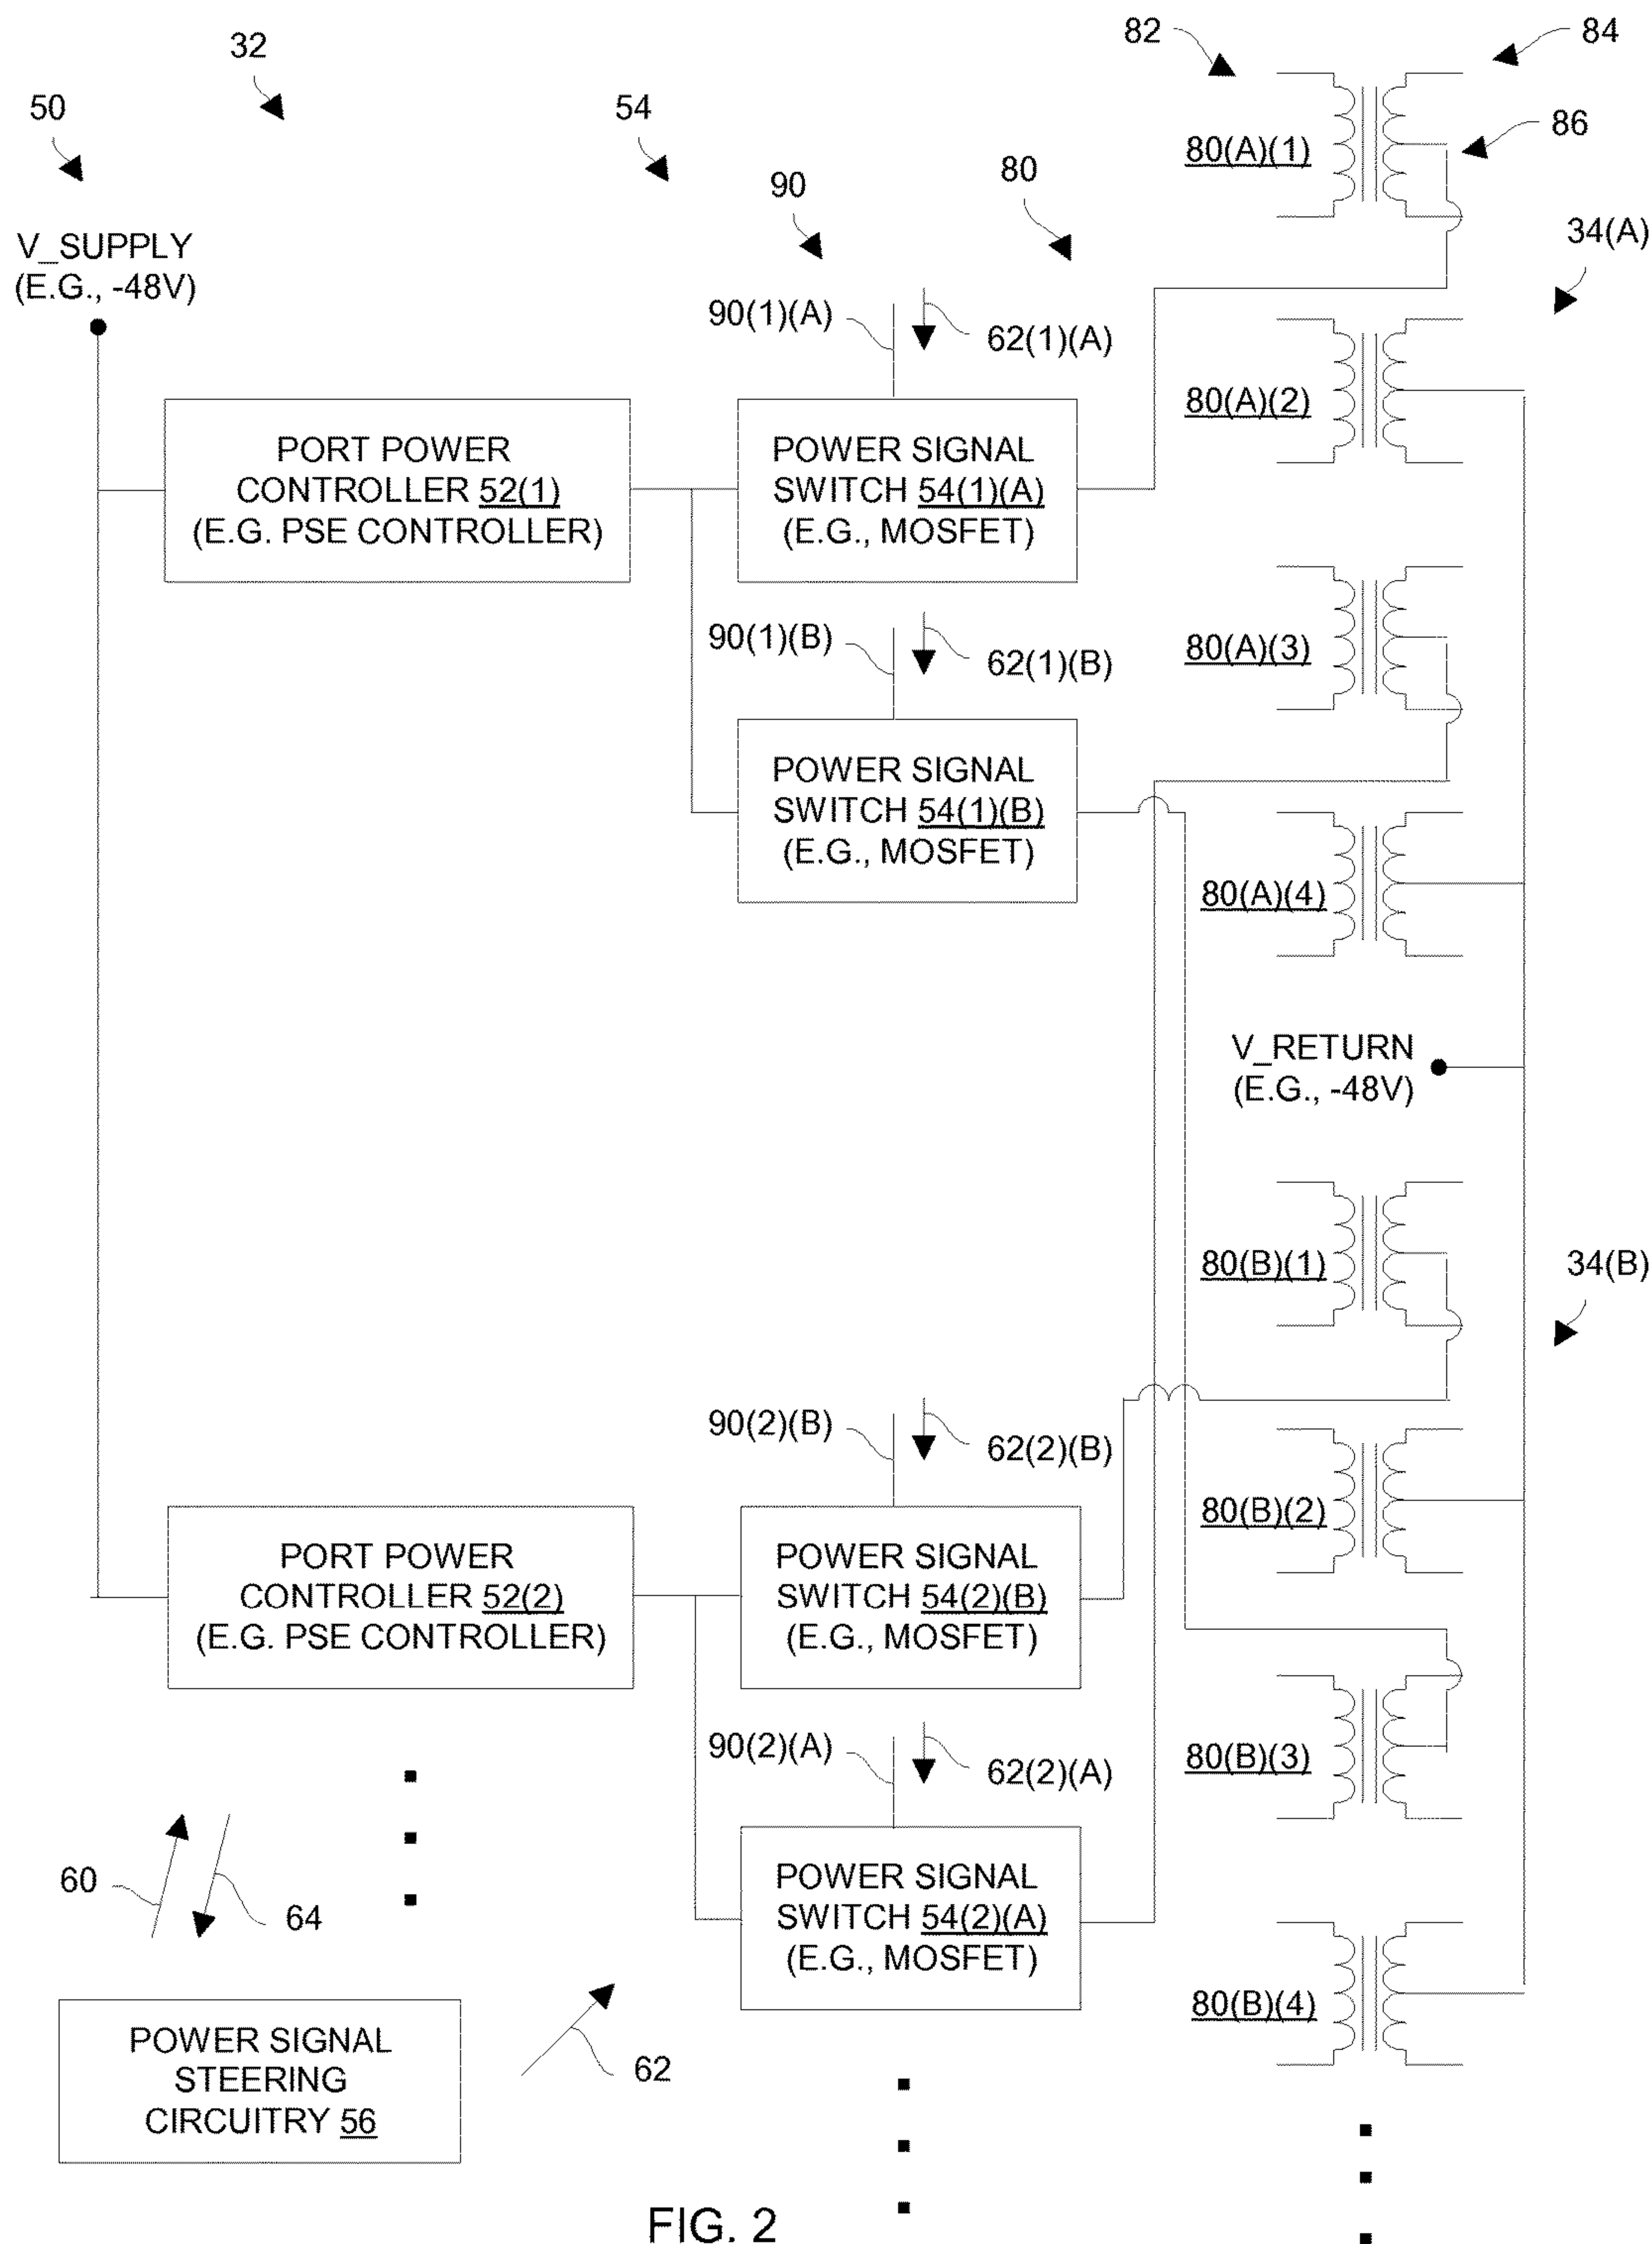 32
50
54
90
80
82
84
86
80(A)(1)
34(A)
V_SUPPLY
(E.G., -48V)
90(1)(A)
62(1)(A)
80(A)(2)
PORT POWER
CONTROLLER 52(1)
(E.G. PSE CONTROLLER)
POWER SIGNAL
SWITCH 54(1)(A)
(E.G., MOSFET)
90(1)(B)
62(1)(B)
80(A)(3)
POWER SIGNAL
SWITCH 54(1)(B)
(E.G., MOSFET)
80(A)(4)
V_RETURN
(E.G., -48V)
80(B)(1)
34(B)
90(2)(B)
62(2)(B)
80(B)(2)
PORT POWER
CONTROLLER 52(2)
(E.G. PSE CONTROLLER)
POWER SIGNAL
SWITCH 54(2)(B)
(E.G., MOSFET)
90(2)(A)
62(2)(A)
80(B)(3)
60
64
POWER SIGNAL
SWITCH 54(2)(A)
(E.G., MOSFET)
80(B)(4)
POWER SIGNAL
STEERING
CIRCUITRY 56
62
FIG. 2